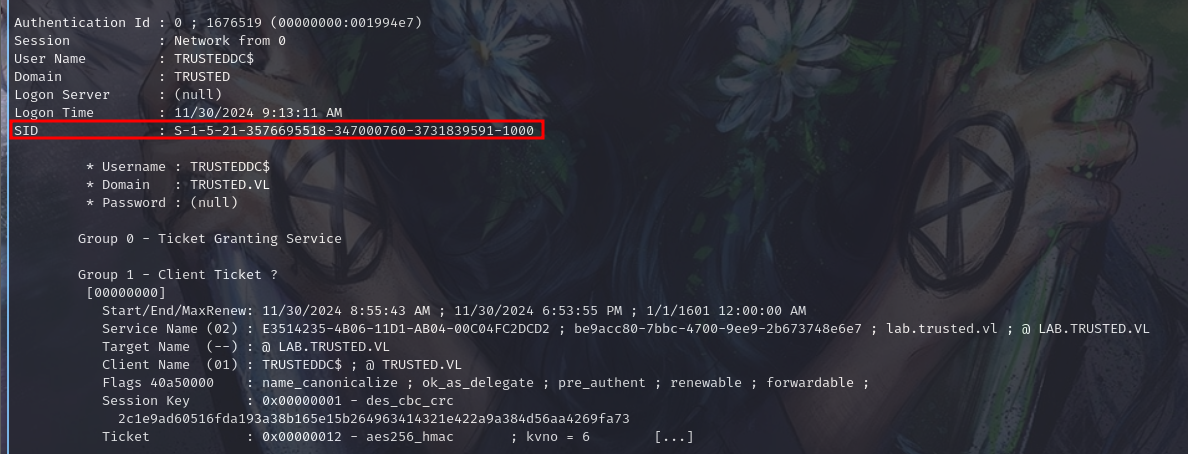 Authentication Id : 0 ; 1676519 (00000000:001994e7)
Session           : Network from 0
User Name         : TRUSTEDDC$
Domain            : TRUSTED
Logon Server      : (null)
Logon Time        : 11/30/2024 9:13:11 AM
SID               : S-1-5-21-3576695518-347000760-3731839591-1000
* Username : TRUSTEDDC$
* Domain   : TRUSTED.VL
* Password : (null)
Group 0 - Ticket Granting Service
Group 1 - Client Ticket ?
[00000000]
Start/End/MaxRenew: 11/30/2024 8:55:43 AM ; 11/30/2024 6:53:55 PM ; 1/1/1601 12:00:00 AM
Service Name (02) : E3514235-4B06-11D1-AB04-00C04FC2DCD2 ; be9acc80-7bbc-4700-9ee9-2b673748e6e7 ; lab.trusted.vl ; @ LAB.TRUSTED.VL
Target Name  (--) : @ LAB.TRUSTED.VL
Client Name  (01) : TRUSTEDDC$ ; @ TRUSTED.VL
Flags 40a50000    : name_canonicalize ; ok_as_delegate ; pre_authent ; renewable ; forwardable ;
Session Key       : 0x00000001 - des_cbc_crc
2c1e9ad60516fda193a38b165e15b264963414321e422a9a384d56aa4269fa73
Ticket            : 0x00000012 - aes256_hmac       ; kvno = 6        [...]